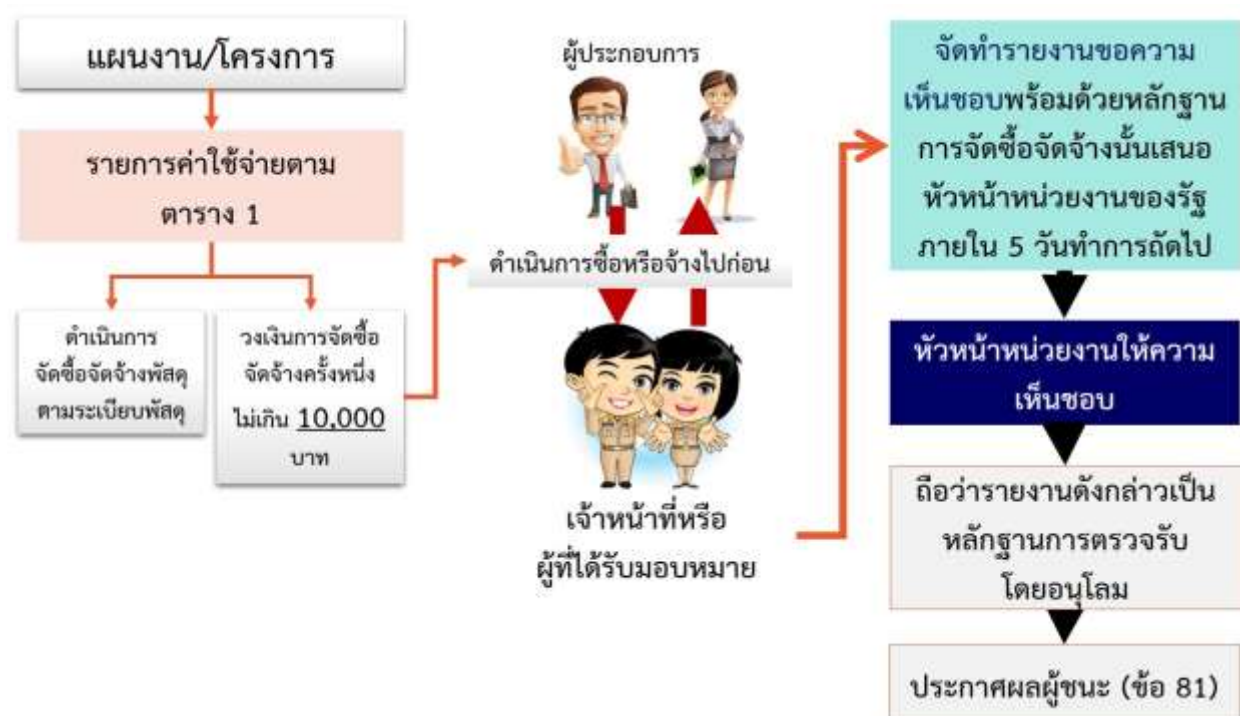 แผนงาน/โครงการ
รายการค่าใช้จ่ายตาม
ตาราง 1
ดำเนินการ
จัดซื้อจัดจ้างพัสดุ
ตามระเบียบพัสดุ
วงเงินการจัดซื้อ
จัดจ้างครั้งหนึ่ง
ไม่เกิน 10,000
บาท
ผู้ประกอบการ
ดำเนินการซื้อหรือจ้างไปก่อน
เจ้าหน้าที่หรือ
ผู้ที่ได้รับมอบหมาย
จัดทำรายงานขอความ
เห็นชอบพร้อมด้วยหลักฐาน
การจัดซื้อจัดจ้างนั้นเสนอ
หัวหน้าหน่วยงานของรัฐ
ภายใน 5 วันทำการถัดไป
หัวหน้าหน่วยงานให้ความ
เห็นชอบ
ถือว่ารายงานดังกล่าวเป็น
หลักฐานการตรวจรับ
โดยอนุโลม
ประกาศผลผู้ชนะ (ข้อ 81)